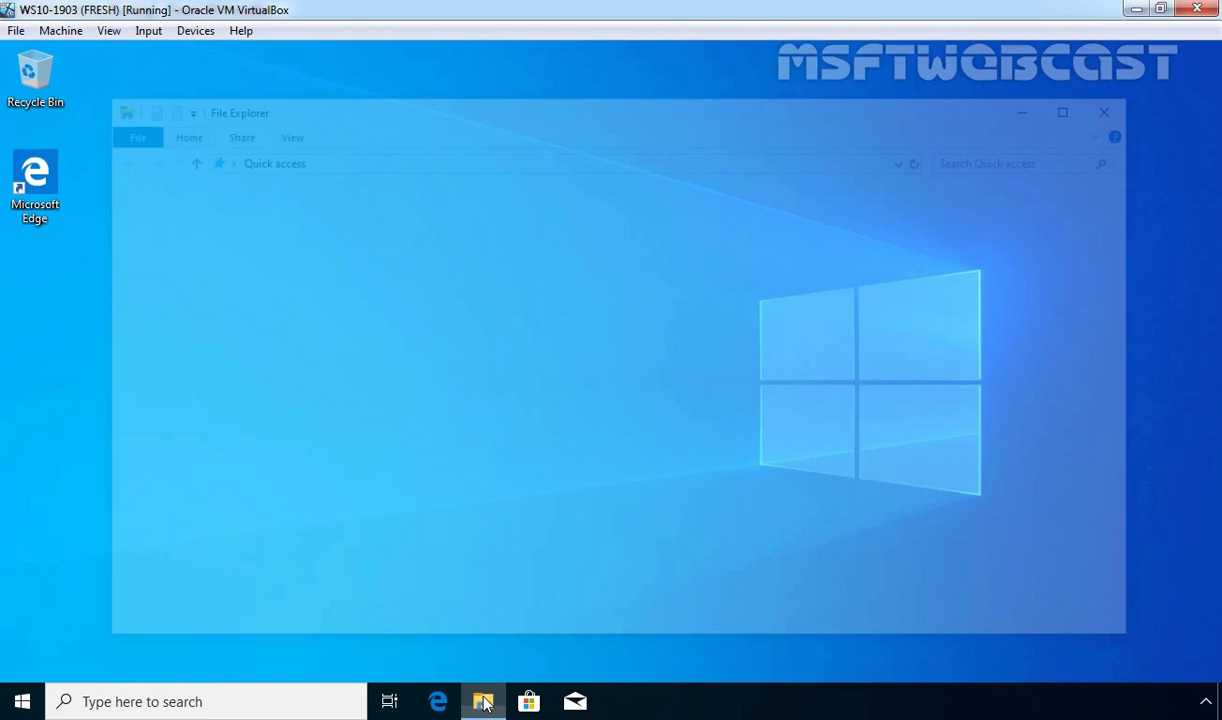 WS10-1903 (FRESH) [Running] - Oracle VM VirtualBox
File Machine View Input Devices Help
MSFTWEBCAST
Recycle Bin
File Explorer
File Home Share View
Quick access
Search Quick access
Microsoft
Edge
Type here to search